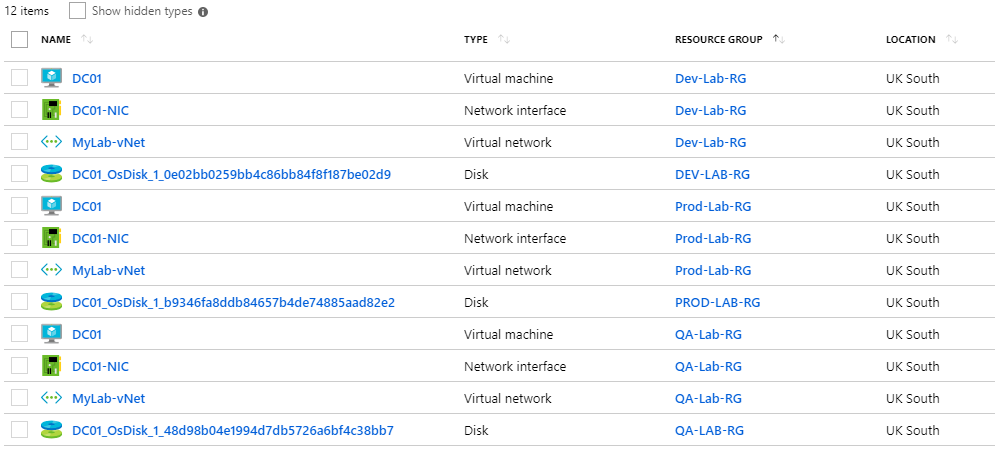 12 items Show hidden types
NAME TYPE RESOURCE GROUP LOCATION
DC01 Virtual machine Dev-Lab-RG UK South
DC01-NIC Network interface Dev-Lab-RG UK South
MyLab-vNet Virtual network Dev-Lab-RG UK South
DC01_OsDisk_1_0e02bb0259bb4c86bb84f8f187be02d9 Disk DEV-LAB-RG UK South
DC01 Virtual machine Prod-Lab-RG UK South
DC01-NIC Network interface Prod-Lab-RG UK South
MyLab-vNet Virtual network Prod-Lab-RG UK South
DC01_OsDisk_1_b9346fa8ddb84657b4de74885aad82e2 Disk PROD-LAB-RG UK South
DC01 Virtual machine QA-Lab-RG UK South
DC01-NIC Network interface QA-Lab-RG UK South
MyLab-vNet Virtual network QA-Lab-RG UK South
DC01_OsDisk_1_48d98b04e1994d7db5726a6bf4c38bb7 Disk QA-LAB-RG UK South